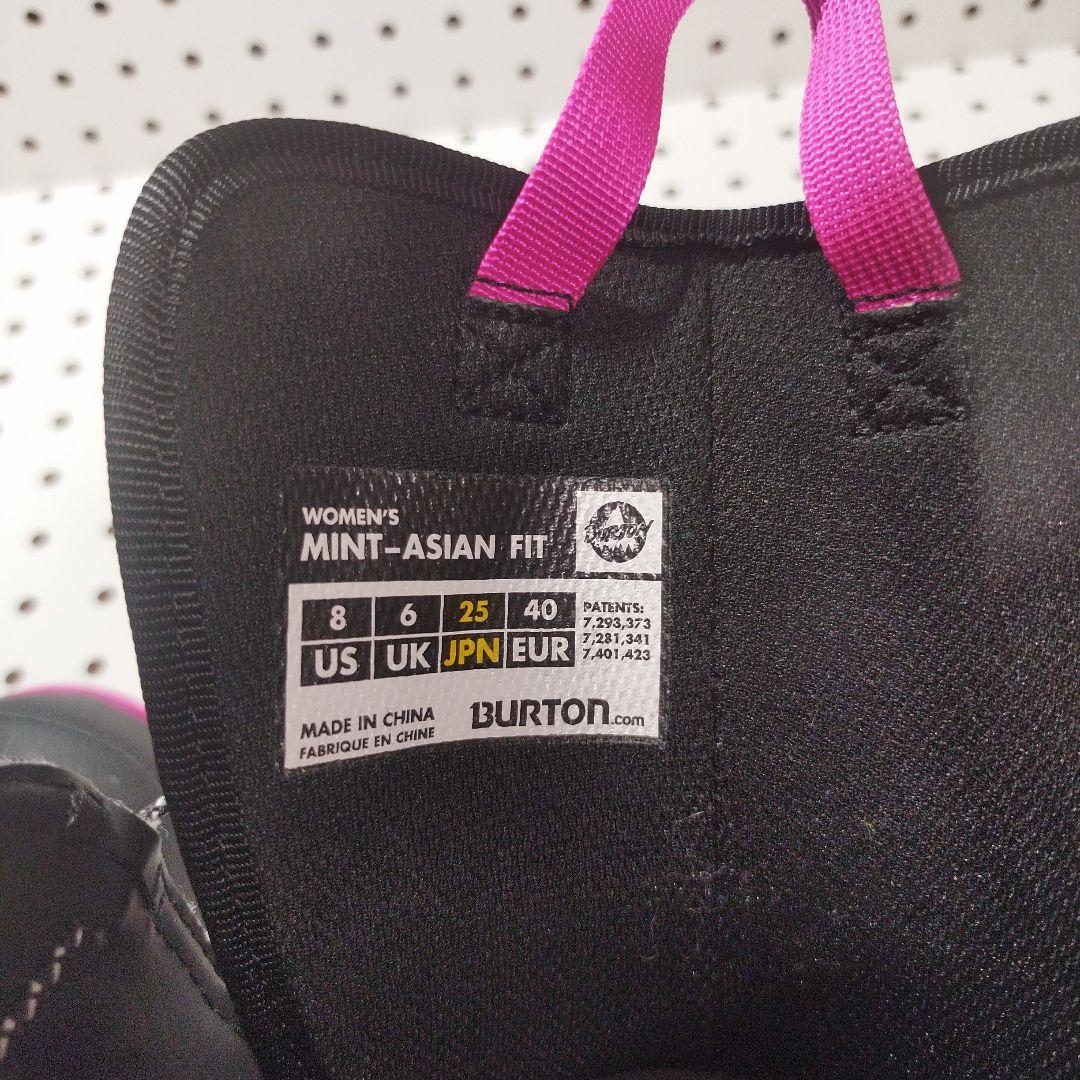 WOMEN'S
MINT-ASIAN FIT
BURTON
8 6 25 40
US UK JPN EUR
PATENTS:
7,293,373
7,281,341
7,401,423
MADE IN CHINA
FABRIQUE EN CHINE
BURTON.com